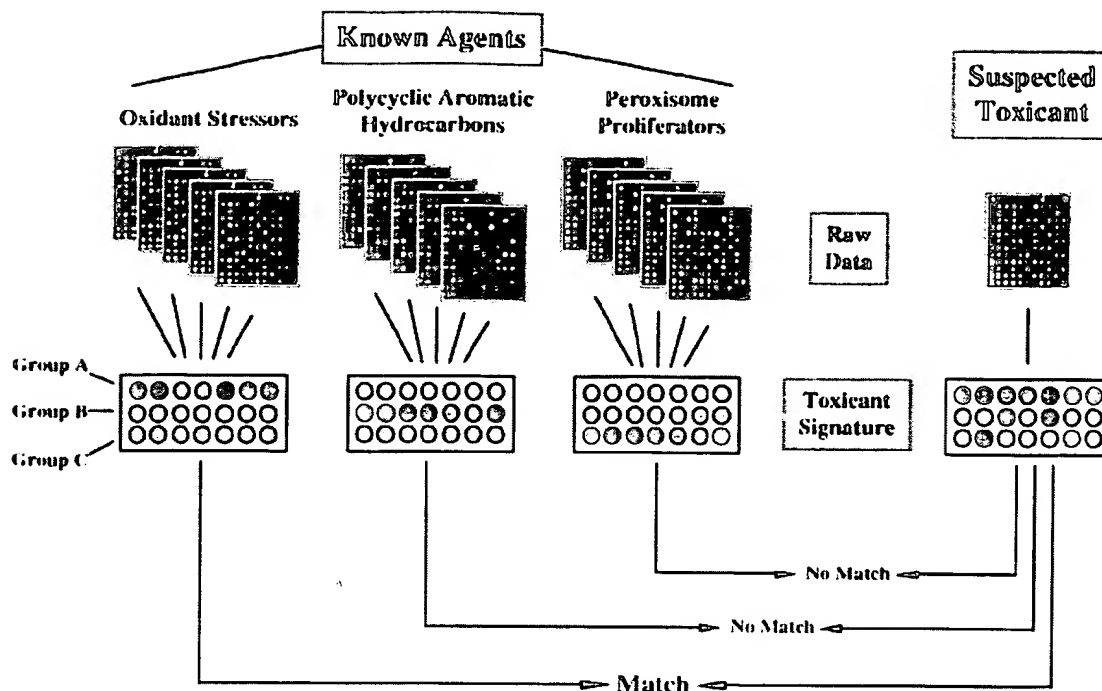 Known Agents
Suspected
Toxicant
Oxidant Stressors
Polycyclic Aromatic
Hydrocarbons
Peroxisome
Proliferators
Raw
Data
Group A
Group B
Group C
Toxicant
Signature
No Match
No Match
Match